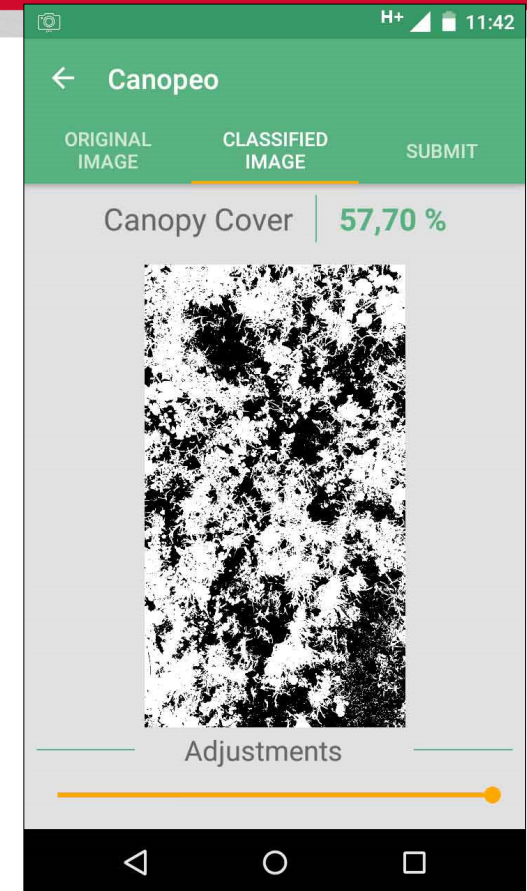 H+ 11:42
Canopeo
ORIGINAL IMAGE
CLASSIFIED IMAGE
SUBMIT
Canopy Cover 57,70 %
Adjustments